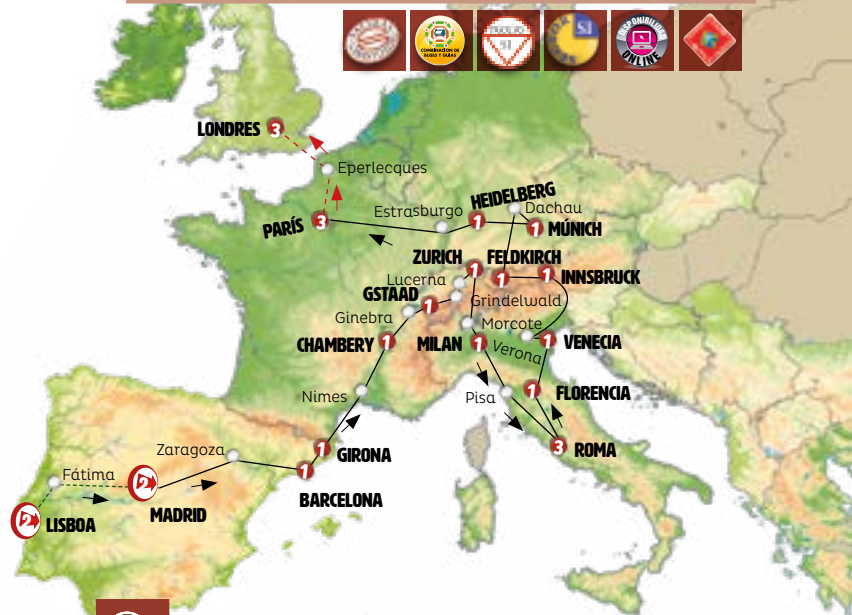 COMBINACIÓN DE
BUSES Y GUÍAS
DISPONIBILIDAD
ONLINE
LONDRES 3
Eperlecques
PARÍS 3
Estrasburgo
HEIDELBERG
1
Dachau
1 MÚNICH
ZURICH 1
FELDKIRCH
1
1 INNSBRUCK
Lucerna
GSTAAD 1
Grindelwald
Ginebra
Morcote
CHAMBERY 1
MILAN 1
Verona
1 VENECIA
Nimes
Pisa
1 FLORENCIA
3 ROMA
Zaragoza
1 GIRONA
1
BARCELONA
Fátima
2
MADRID
2
LISBOA